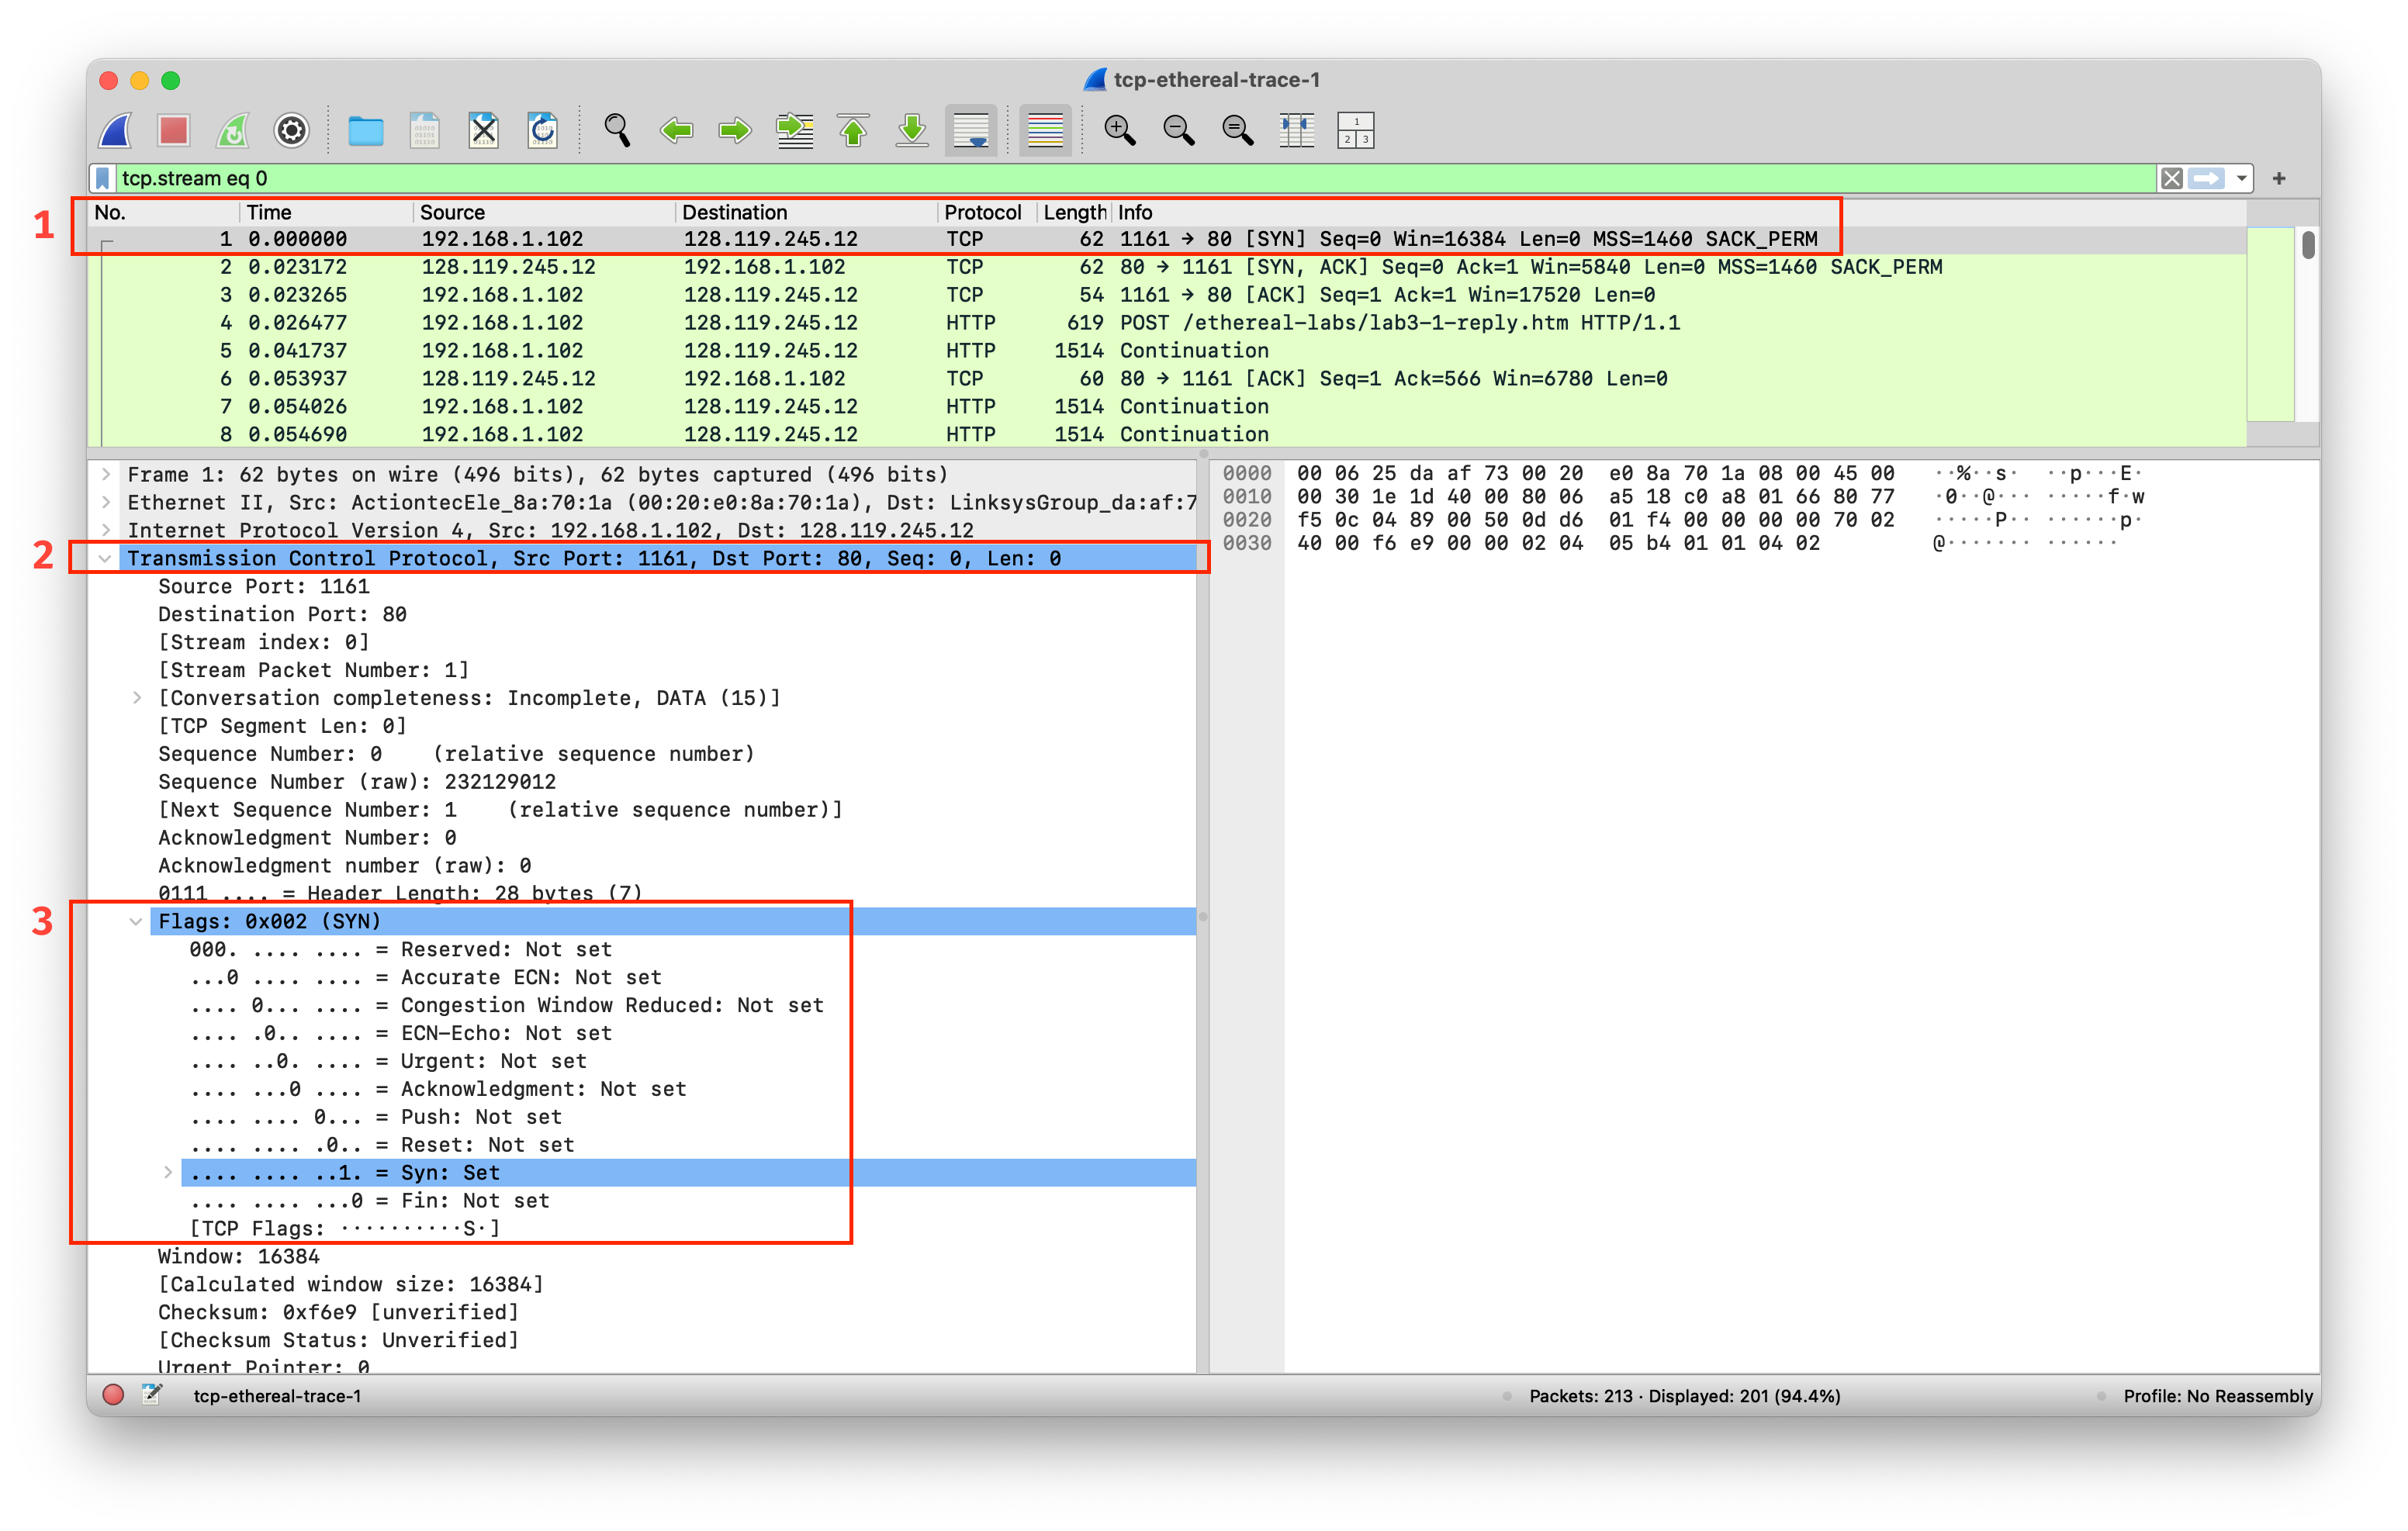 tcp-ethereal-trace-1
1
2 3
tcp.stream eq 0
+
1
No. Time Source Destination Protocol Length Info
1 0.000000 192.168.1.102 128.119.245.12 TCP 62 1161 → 80 [SYN] Seq=0 Win=16384 Len=0 MSS=1460 SACK_PERM
2 0.023172 128.119.245.12 192.168.1.102 TCP 62 80 → 1161 [SYN, ACK] Seq=0 Ack=1 Win=5840 Len=0 MSS=1460 SACK_PERM
3 0.023265 192.168.1.102 128.119.245.12 TCP 54 1161 → 80 [ACK] Seq=1 Ack=1 Win=17520 Len=0
4 0.026477 192.168.1.102 128.119.245.12 HTTP 619 POST /ethereal-labs/lab3-1-reply.htm HTTP/1.1
5 0.041737 192.168.1.102 128.119.245.12 HTTP 1514 Continuation
6 0.053937 128.119.245.12 192.168.1.102 TCP 60 80 → 1161 [ACK] Seq=1 Ack=566 Win=6780 Len=0
7 0.054026 192.168.1.102 128.119.245.12 HTTP 1514 Continuation
8 0.054690 192.168.1.102 128.119.245.12 HTTP 1514 Continuation
Frame 1: 62 bytes on wire (496 bits), 62 bytes captured (496 bits)
Ethernet II, Src: ActiontecEle_8a:70:1a (00:20:e0:8a:70:1a), Dst: LinksysGroup_da:af:7
Internet Protocol Version 4, Src: 192.168.1.102, Dst: 128.119.245.12
2
Transmission Control Protocol, Src Port: 1161, Dst Port: 80, Seq: 0, Len: 0
Source Port: 1161
Destination Port: 80
[Stream index: 0]
[Stream Packet Number: 1]
[Conversation completeness: Incomplete, DATA (15)]
[TCP Segment Len: 0]
Sequence Number: 0    (relative sequence number)
Sequence Number (raw): 232129012
[Next Sequence Number: 1    (relative sequence number)]
Acknowledgment Number: 0
Acknowledgment number (raw): 0
0111 .... = Header Length: 28 bytes (7)
3
Flags: 0x002 (SYN)
000. .... .... = Reserved: Not set
...0 .... .... = Accurate ECN: Not set
.... 0... .... = Congestion Window Reduced: Not set
.... .0.. .... = ECN-Echo: Not set
.... ..0. .... = Urgent: Not set
.... ...0 .... = Acknowledgment: Not set
.... .... 0... = Push: Not set
.... .... .0.. = Reset: Not set
.... .... ..1. = Syn: Set
.... .... ...0 = Fin: Not set
[TCP Flags: ··········S·]
Window: 16384
[Calculated window size: 16384]
Checksum: 0xf6e9 [unverified]
[Checksum Status: Unverified]
Urgent Pointer: 0
0000 00 06 25 da af 73 00 20 e0 8a 70 1a 08 00 45 00 ··%··s· ··p···E·
0010 00 30 1e 1d 40 00 80 06 a5 18 c0 a8 01 66 80 77 ·0··@··· ·····f·w
0020 f5 0c 04 89 00 50 0d d6 01 f4 00 00 00 00 70 02 ·····P·· ······p·
0030 40 00 f6 e9 00 00 02 04 05 b4 01 01 04 02 @······· ······
tcp-ethereal-trace-1
Packets: 213 · Displayed: 201 (94.4%)
Profile: No Reassembly